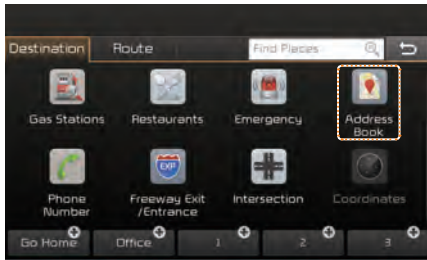 Destination Route Find Places
Gas Stations Restaurants Emergency Address
Book
EXP
Phone Freeway Exit Intersection Coordinates
Number /Entrance
Go Home Office 1 2 3